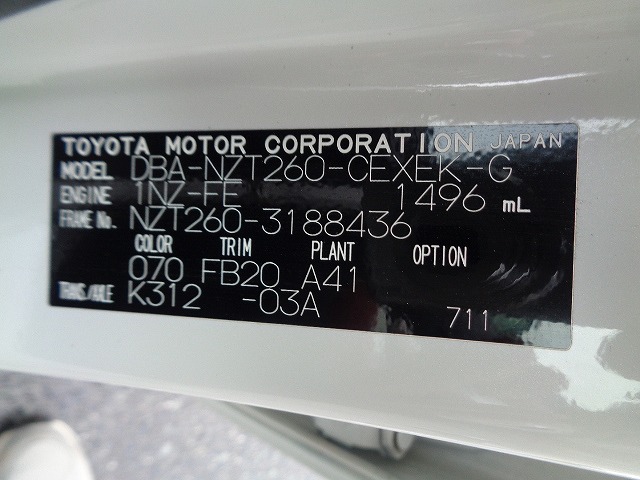 TOYOTA MOTOR CORPORATION JAPAN
MODEL DBA-NZT260-CEXEK-G
ENGINE 1NZ-FE 1496 mL
FRAME No. NZT260-3188436
COLOR TRIM PLANT OPTION
070 FB20 A41
TRANS/AXLE K312 -03A 711